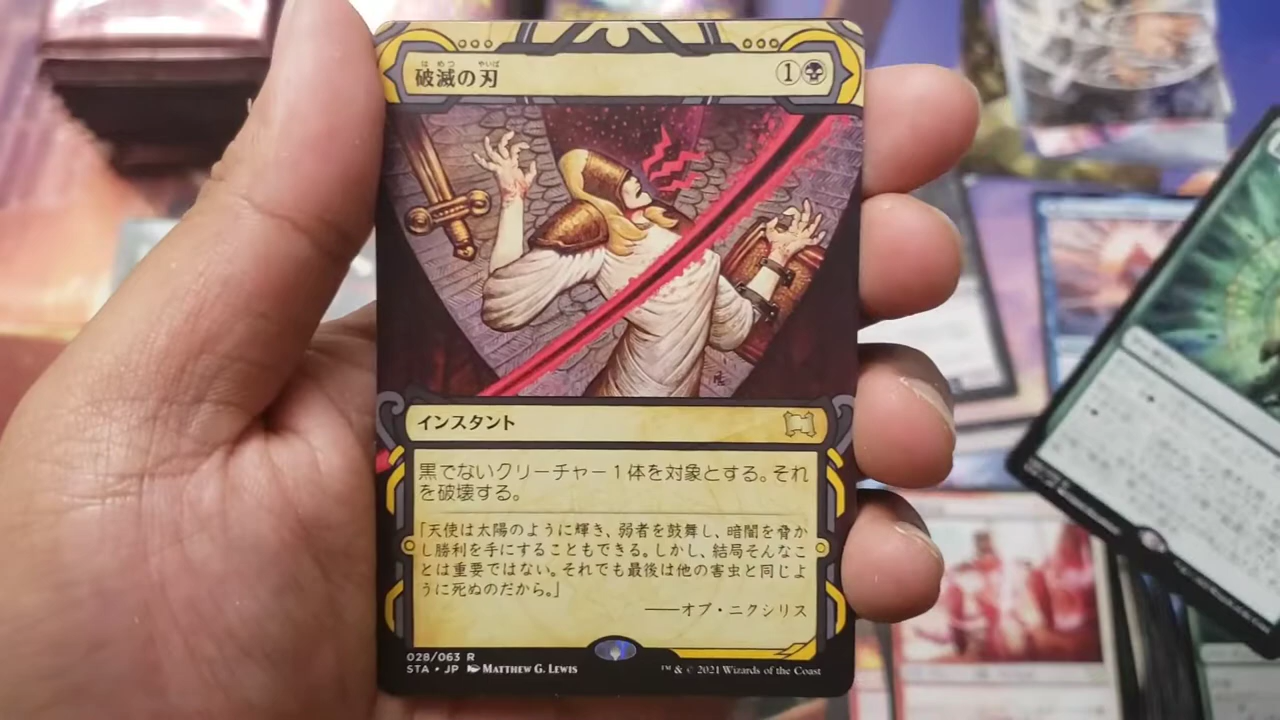 はめつ やいば
破滅の刃
1
インスタント
黒でないクリーチャー1体を対象とする。それ
を破壊する。
「天使は太陽のように輝き、弱者を鼓舞し、暗闇を脅か
し勝利を手にすることもできる。しかし、結局そんなこ
とは重要ではない。それでも最後は他の害虫と同じよ
うに死ぬのだから。」
――オブ・ニクシリス
028/063 R
STA • JP MATTHEW G. LEWIS
™ & © 2021 Wizards of the Coast